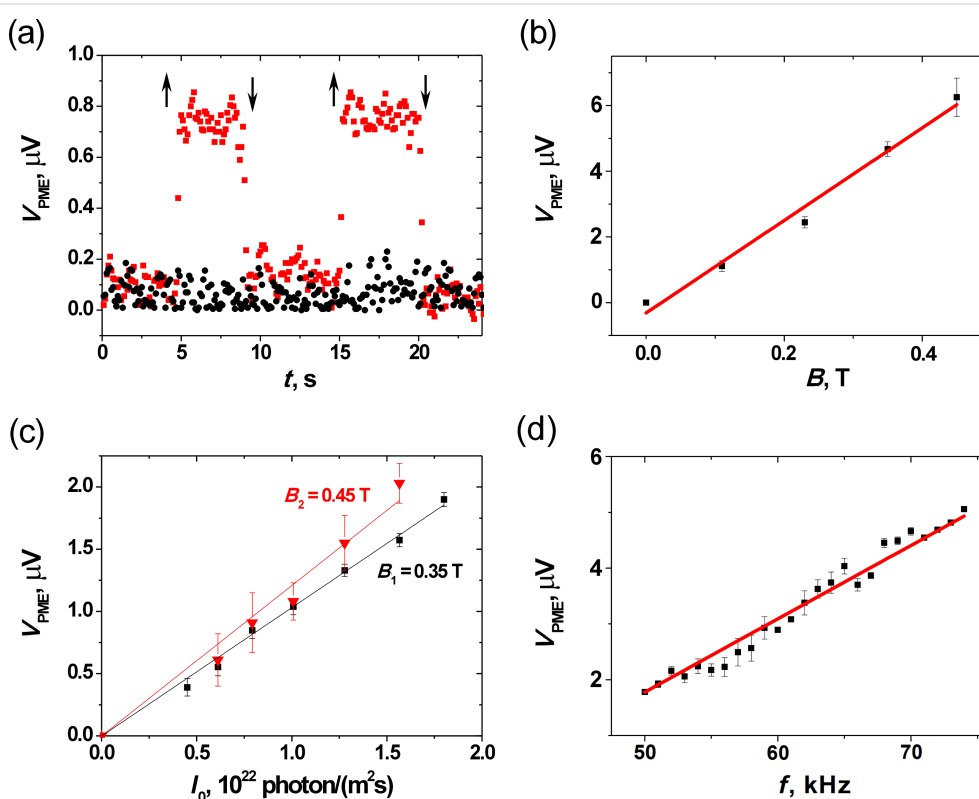 (a)
1.0
0.8
0.6
0.4
0.2
0.0
V_PME, μV
0 5 10 15 20
t, s
(b)
6
4
2
0
V_PME, μV
0.0 0.2 0.4
B, T
(c)
2.0
1.5
1.0
0.5
0.0
V_PME, μV
B₂ = 0.45 T
B₁ = 0.35 T
0.0 0.5 1.0 1.5 2.0
I₀, 10²² photon/(m²s)
(d)
6
4
2
V_PME, μV
50 60 70
f, kHz